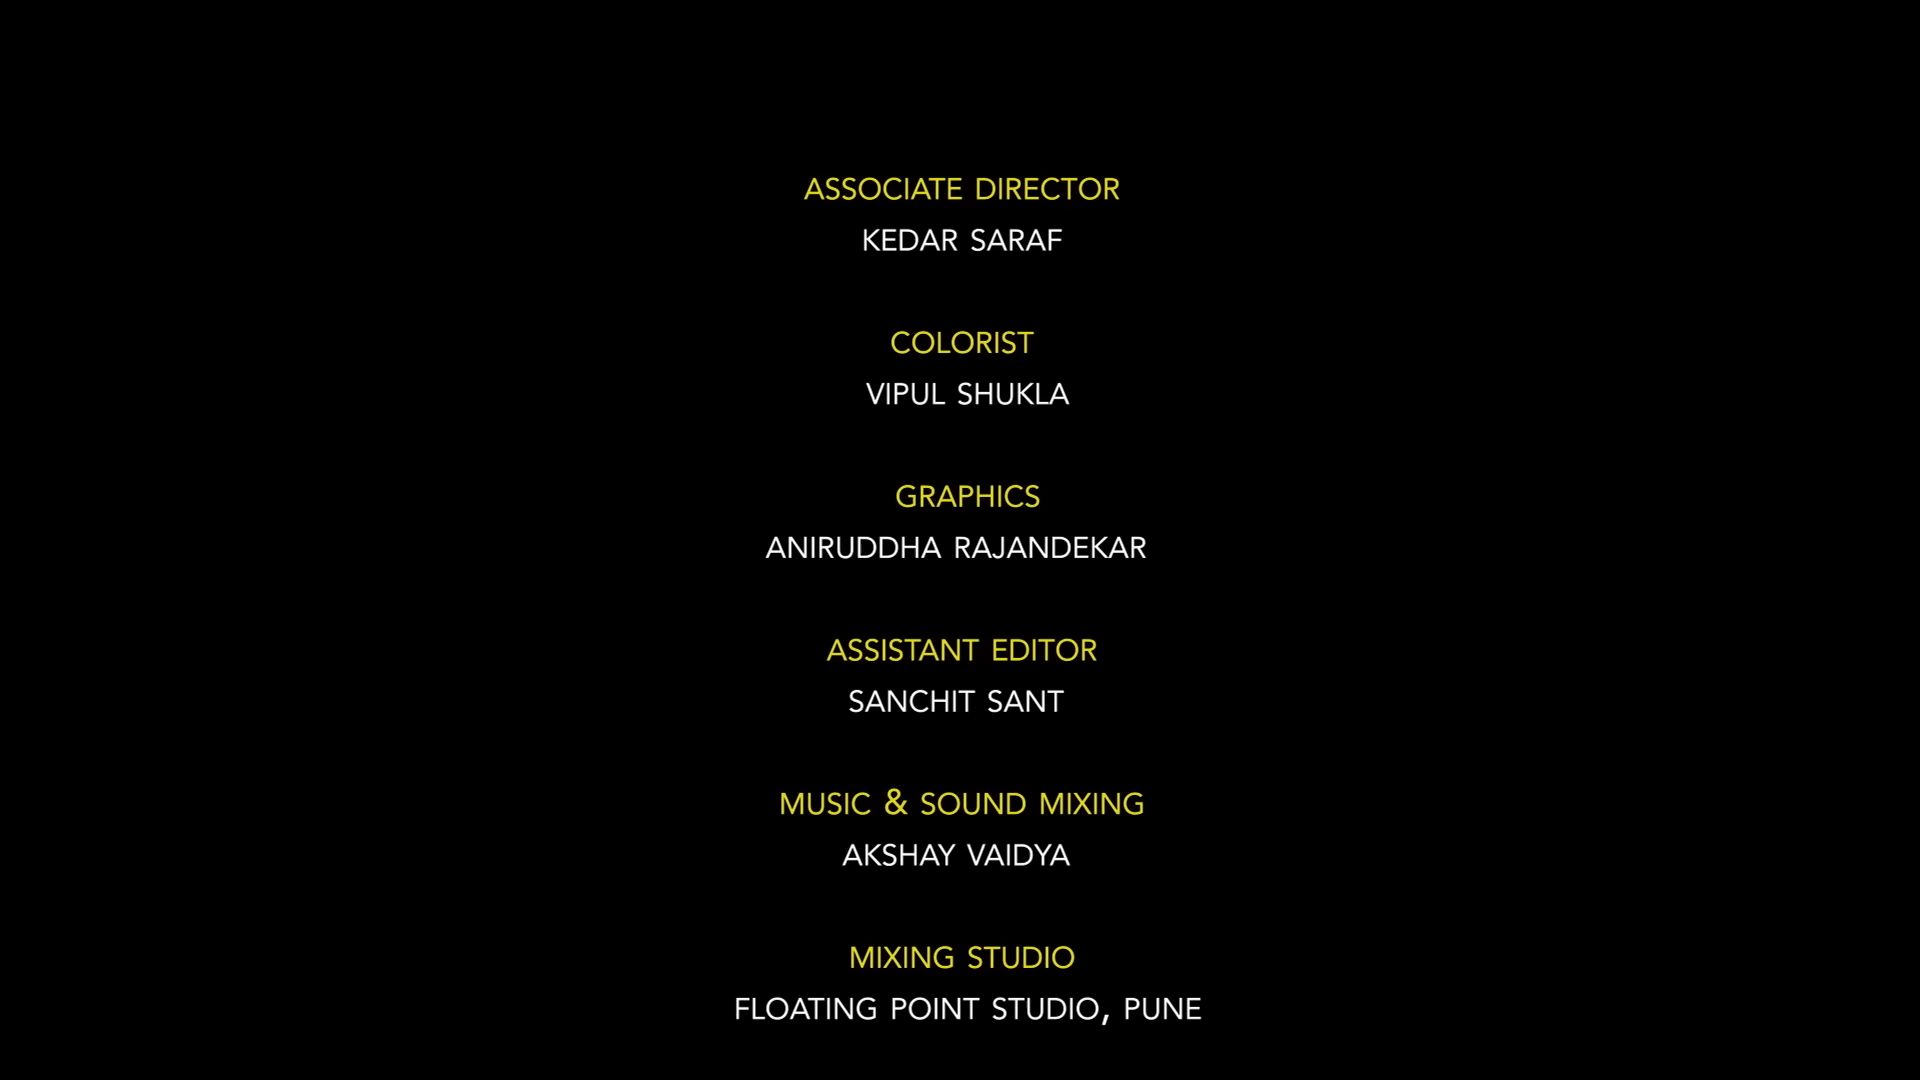 ASSOCIATE DIRECTOR
KEDAR SARAF
COLORIST
VIPUL SHUKLA
GRAPHICS
ANIRUDDHA RAJANDEKAR
ASSISTANT EDITOR
SANCHIT SANT
MUSIC & SOUND MIXING
AKSHAY VAIDYA
MIXING STUDIO
FLOATING POINT STUDIO, PUNE